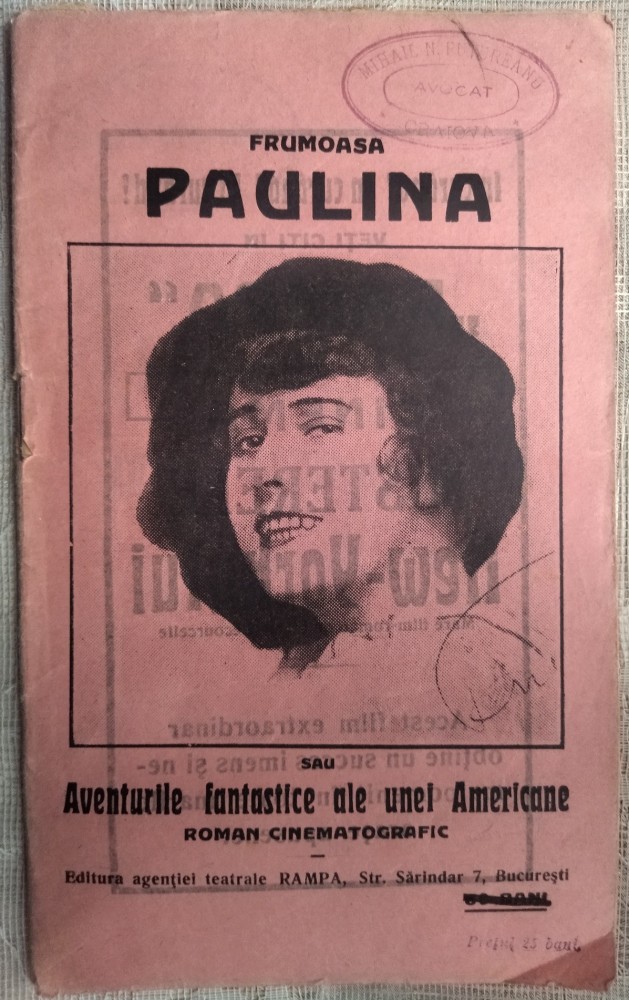 MIHAIL N.
AVOCAT
CRAIOVA
FRUMOASA
PAULINA
SAU
Aventurile fantastice ale unei Americane
ROMAN CINEMATOGRAFIC
Editura agenţiei teatrale RAMPA, Str. Sărindar 7, Bucureşti
BANI
Preţul 25 bani